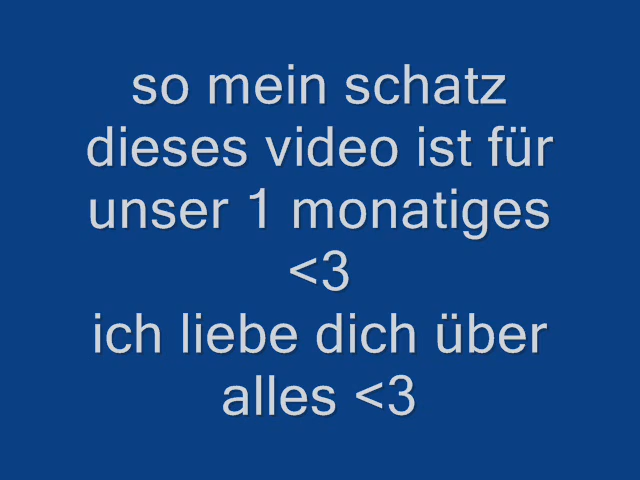 so mein schatz
dieses video ist für
unser 1 monatiges
<3
ich liebe dich über
alles <3